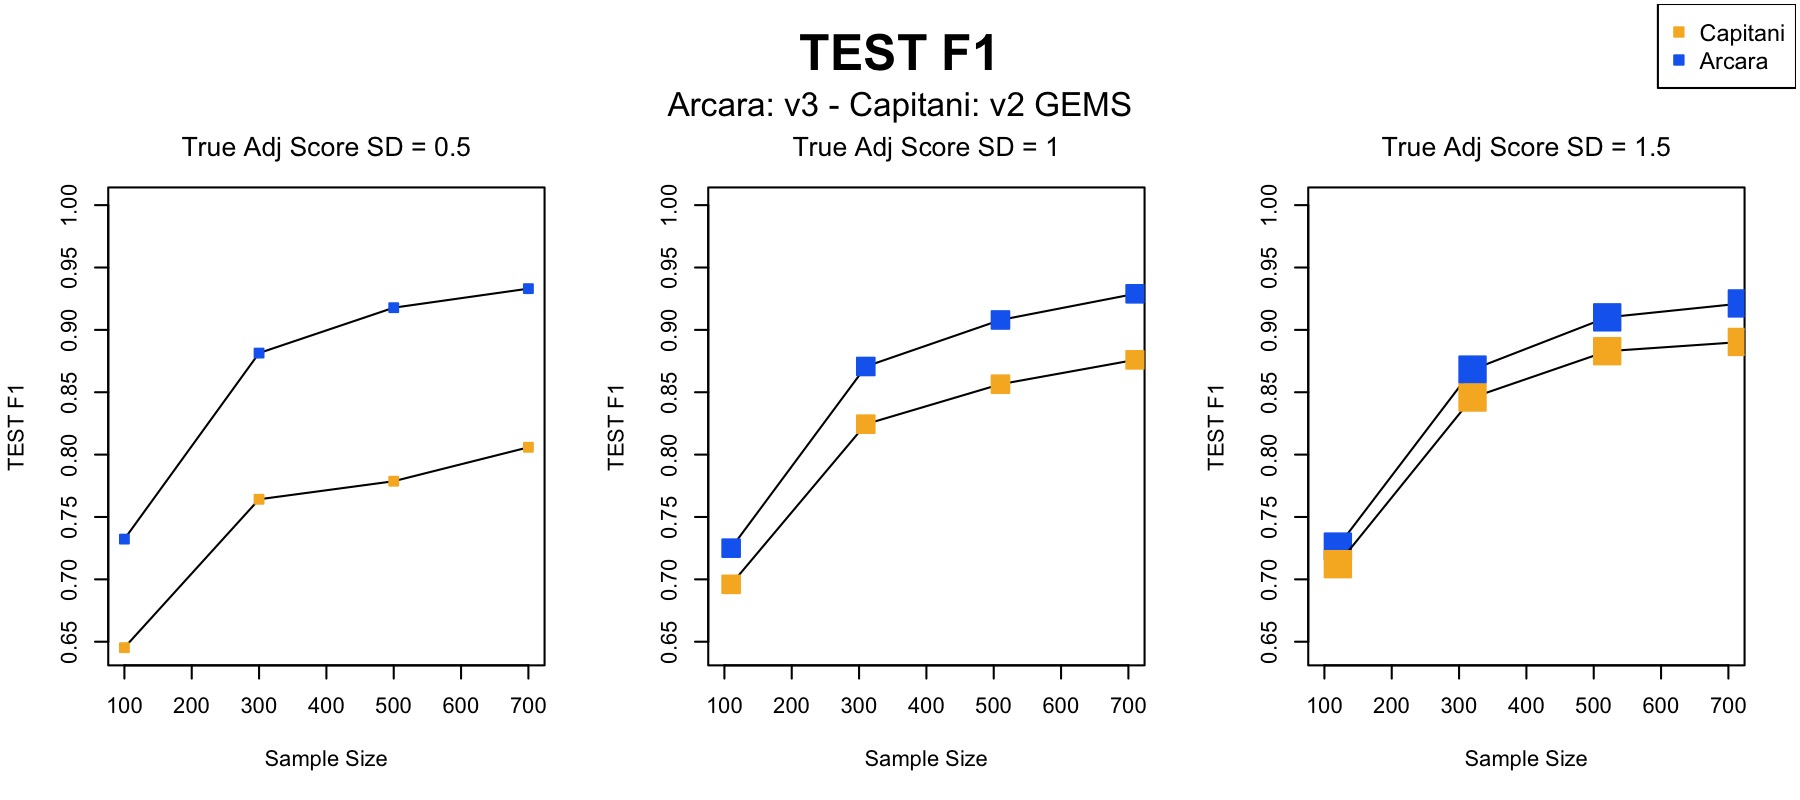 TEST F1
Arcara: v3 - Capitani: v2 GEMS
Capitani
Arcara
True Adj Score SD = 0.5
TEST F1
1.00
0.95
0.90
0.85
0.80
0.75
0.70
0.65
100 200 300 400 500 600 700
Sample Size
True Adj Score SD = 1
TEST F1
1.00
0.95
0.90
0.85
0.80
0.75
0.70
0.65
100 200 300 400 500 600 700
Sample Size
True Adj Score SD = 1.5
TEST F1
1.00
0.95
0.90
0.85
0.80
0.75
0.70
0.65
100 200 300 400 500 600 700
Sample Size